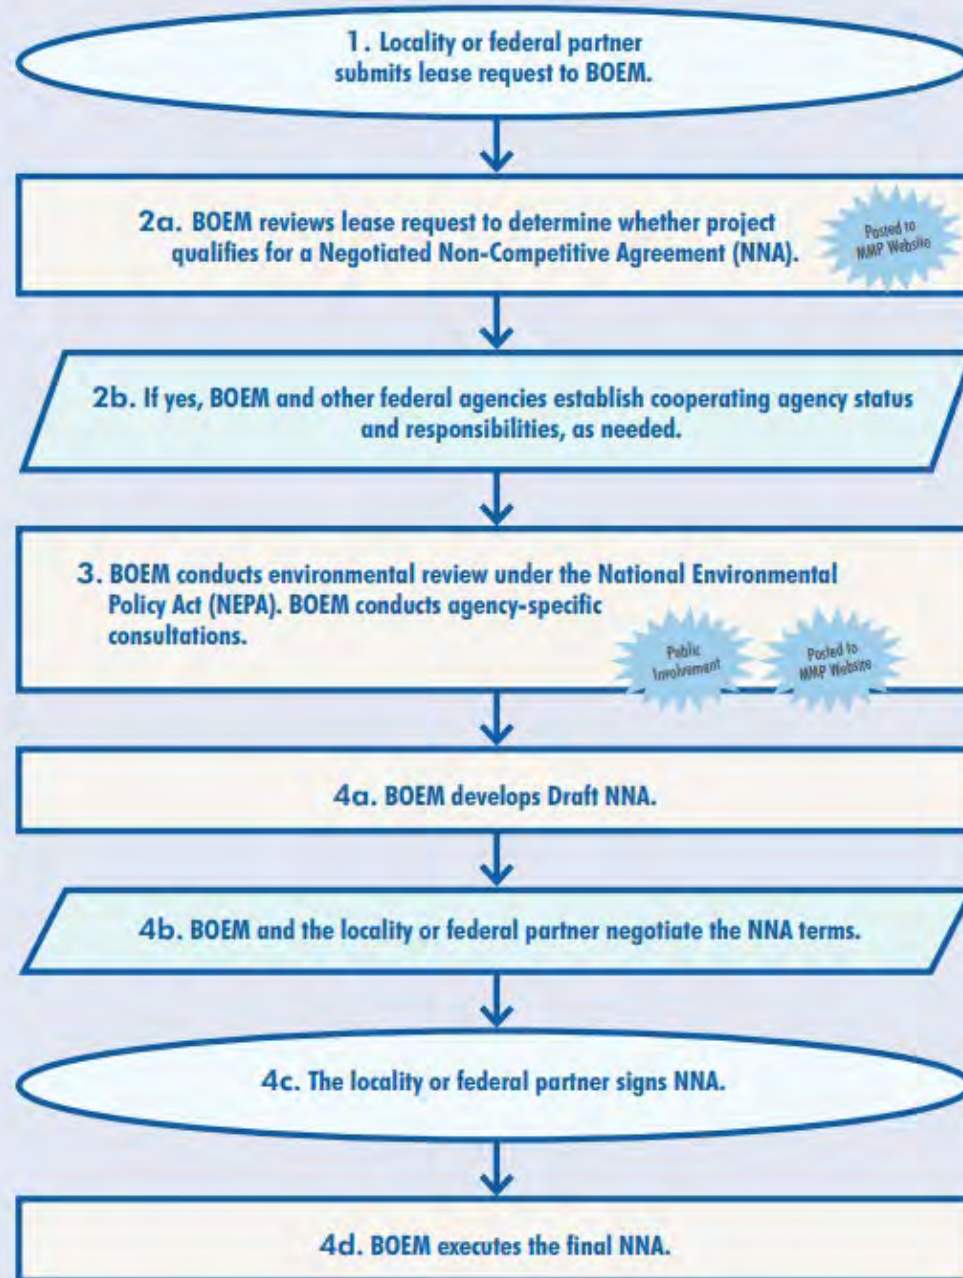 1. Locality or federal partner
submits lease request to BOEM.
2a. BOEM reviews lease request to determine whether project
qualifies for a Negotiated Non-Competitive Agreement (NNA).
Posted to
MMP Website
2b. If yes, BOEM and other federal agencies establish cooperating agency status
and responsibilities, as needed.
3. BOEM conducts environmental review under the National Environmental
Policy Act (NEPA). BOEM conducts agency-specific
consultations.
Public
Involvement
Posted to
MMP Website
4a. BOEM develops Draft NNA.
4b. BOEM and the locality or federal partner negotiate the NNA terms.
4c. The locality or federal partner signs NNA.
4d. BOEM executes the final NNA.